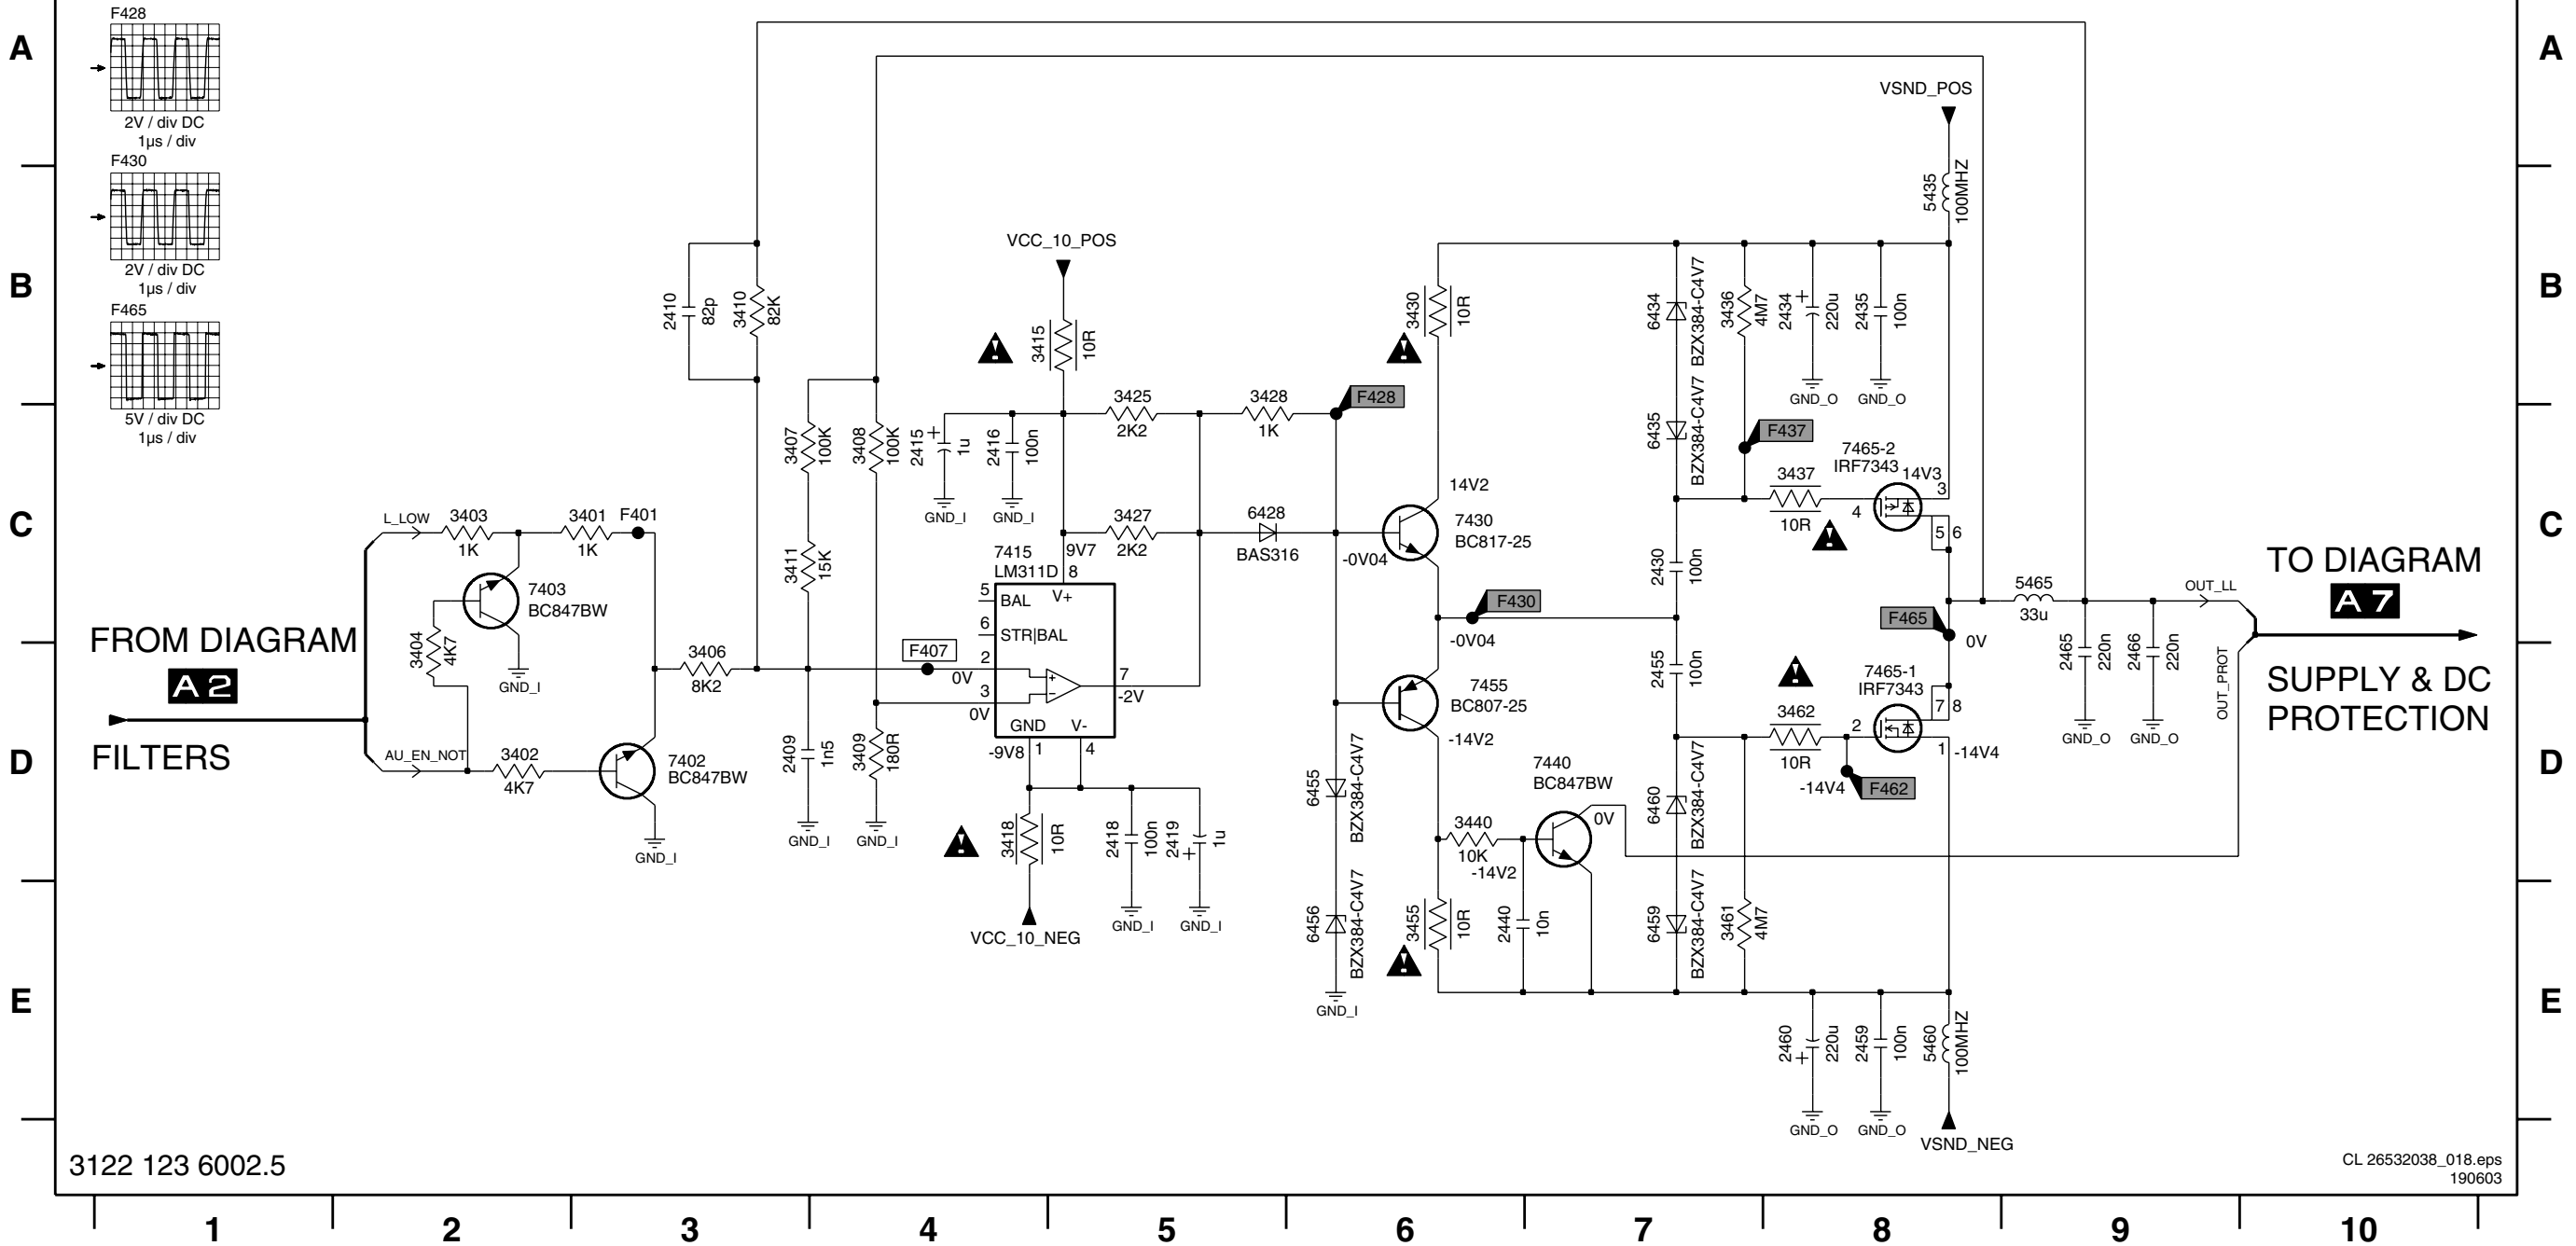 F428
2V / div DC
1µs / div
F430
2V / div DC
1µs / div
F465
5V / div DC
1µs / div
A
B
C
D
E
A
B
C
D
E
VSND_POS
5435
100MHZ
VCC_10_POS
2410
82p
3410
82K
3415
10R
3430
10R
6434
BZX384-C4V7
3436
4M7
2434
+
220u
2435
100n
GND_O
GND_O
3407
100K
3408
100K
2415
+
1u
2416
100n
GND_I
GND_I
3425
2K2
3428
1K
F428
6435
BZX384-C4V7
F437
3437
10R
7465-2
IRF7343
14V3
3
4
5
6
L_LOW
3403
1K
3401
1K
F401
3411
15K
7415
LM311D
9V7
8
3427
2K2
6428
BAS316
14V2
7430
BC817-25
-0V04
2430
100n
7403
BC847BW
3404
4K7
GND_I
5
BAL
V+
6
STR|BAL
2
3
+
−
7
-2V
GND
V-
-9V8
1
4
F407
0V
0V
F430
-0V04
F465
0V
5465
33u
OUT_LL
TO DIAGRAM
A 7
SUPPLY & DC
PROTECTION
FROM DIAGRAM
A 2
FILTERS
3406
8K2
7455
BC807-25
-14V2
2455
100n
7465-1
IRF7343
7
8
2
1
-14V4
3462
10R
-14V4
F462
2465
220n
2466
220n
GND_O
GND_O
OUT_PROT
AU_EN_NOT
3402
4K7
7402
BC847BW
GND_I
2409
1n5
3409
180R
GND_I
GND_I
3418
10R
2418
100n
2419
+
1u
GND_I
GND_I
VCC_10_NEG
6455
BZX384-C4V7
6456
BZX384-C4V7
GND_I
3440
10K
-14V2
7440
BC847BW
0V
3455
10R
2440
10n
6460
BZX384-C4V7
6459
BZX384-C4V7
3461
4M7
2460
+
220u
2459
100n
5460
100MHZ
GND_O
GND_O
VSND_NEG
3122 123 6002.5
CL 26532038_018.eps
190603
1
2
3
4
5
6
7
8
9
10